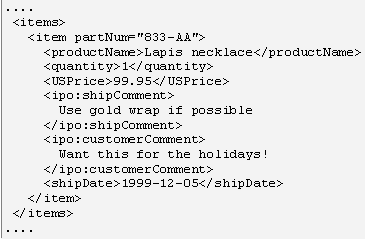 ....
<items>
<item partNum="833-AA">
<productName>Lapis necklace</productName>
<quantity>1</quantity>
<USPrice>99.95</USPrice>
<ipo:shipComment>
Use gold wrap if possible
</ipo:shipComment>
<ipo:customerComment>
Want this for the holidays!
</ipo:customerComment>
<shipDate>1999-12-05</shipDate>
</item>
</items>
....